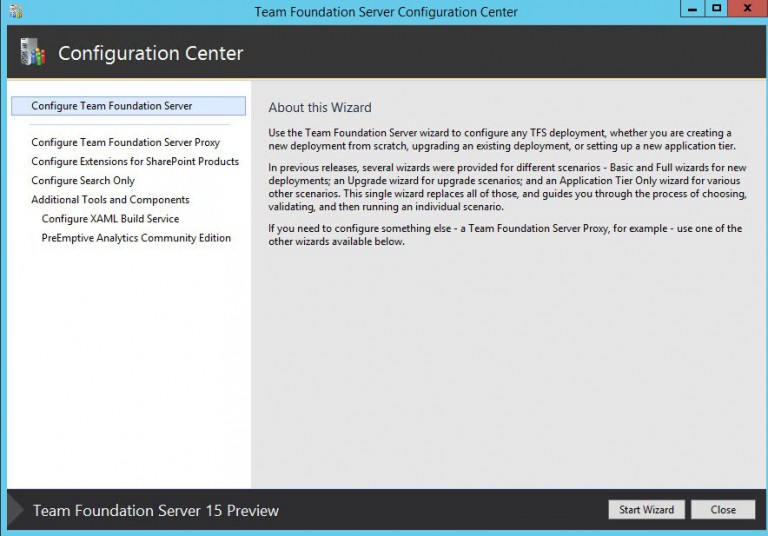 Team Foundation Server Configuration Center
Configuration Center
Configure Team Foundation Server
Configure Team Foundation Server Proxy
Configure Extensions for SharePoint Products
Configure Search Only
Additional Tools and Components
Configure XAML Build Service
PreEmptive Analytics Community Edition
About this Wizard
Use the Team Foundation Server wizard to configure any TFS deployment, whether you are creating a
new deployment from scratch, upgrading an existing deployment, or setting up a new application tier.
In previous releases, several wizards were provided for different scenarios - Basic and Full wizards for new
deployments; an Upgrade wizard for upgrade scenarios; and an Application Tier Only wizard for various
other scenarios. This single wizard replaces all of those, and guides you through the process of choosing,
validating, and then running an individual scenario.
If you need to configure something else - a Team Foundation Server Proxy, for example - use one of the
other wizards available below.
Team Foundation Server 15 Preview
Start Wizard
Close